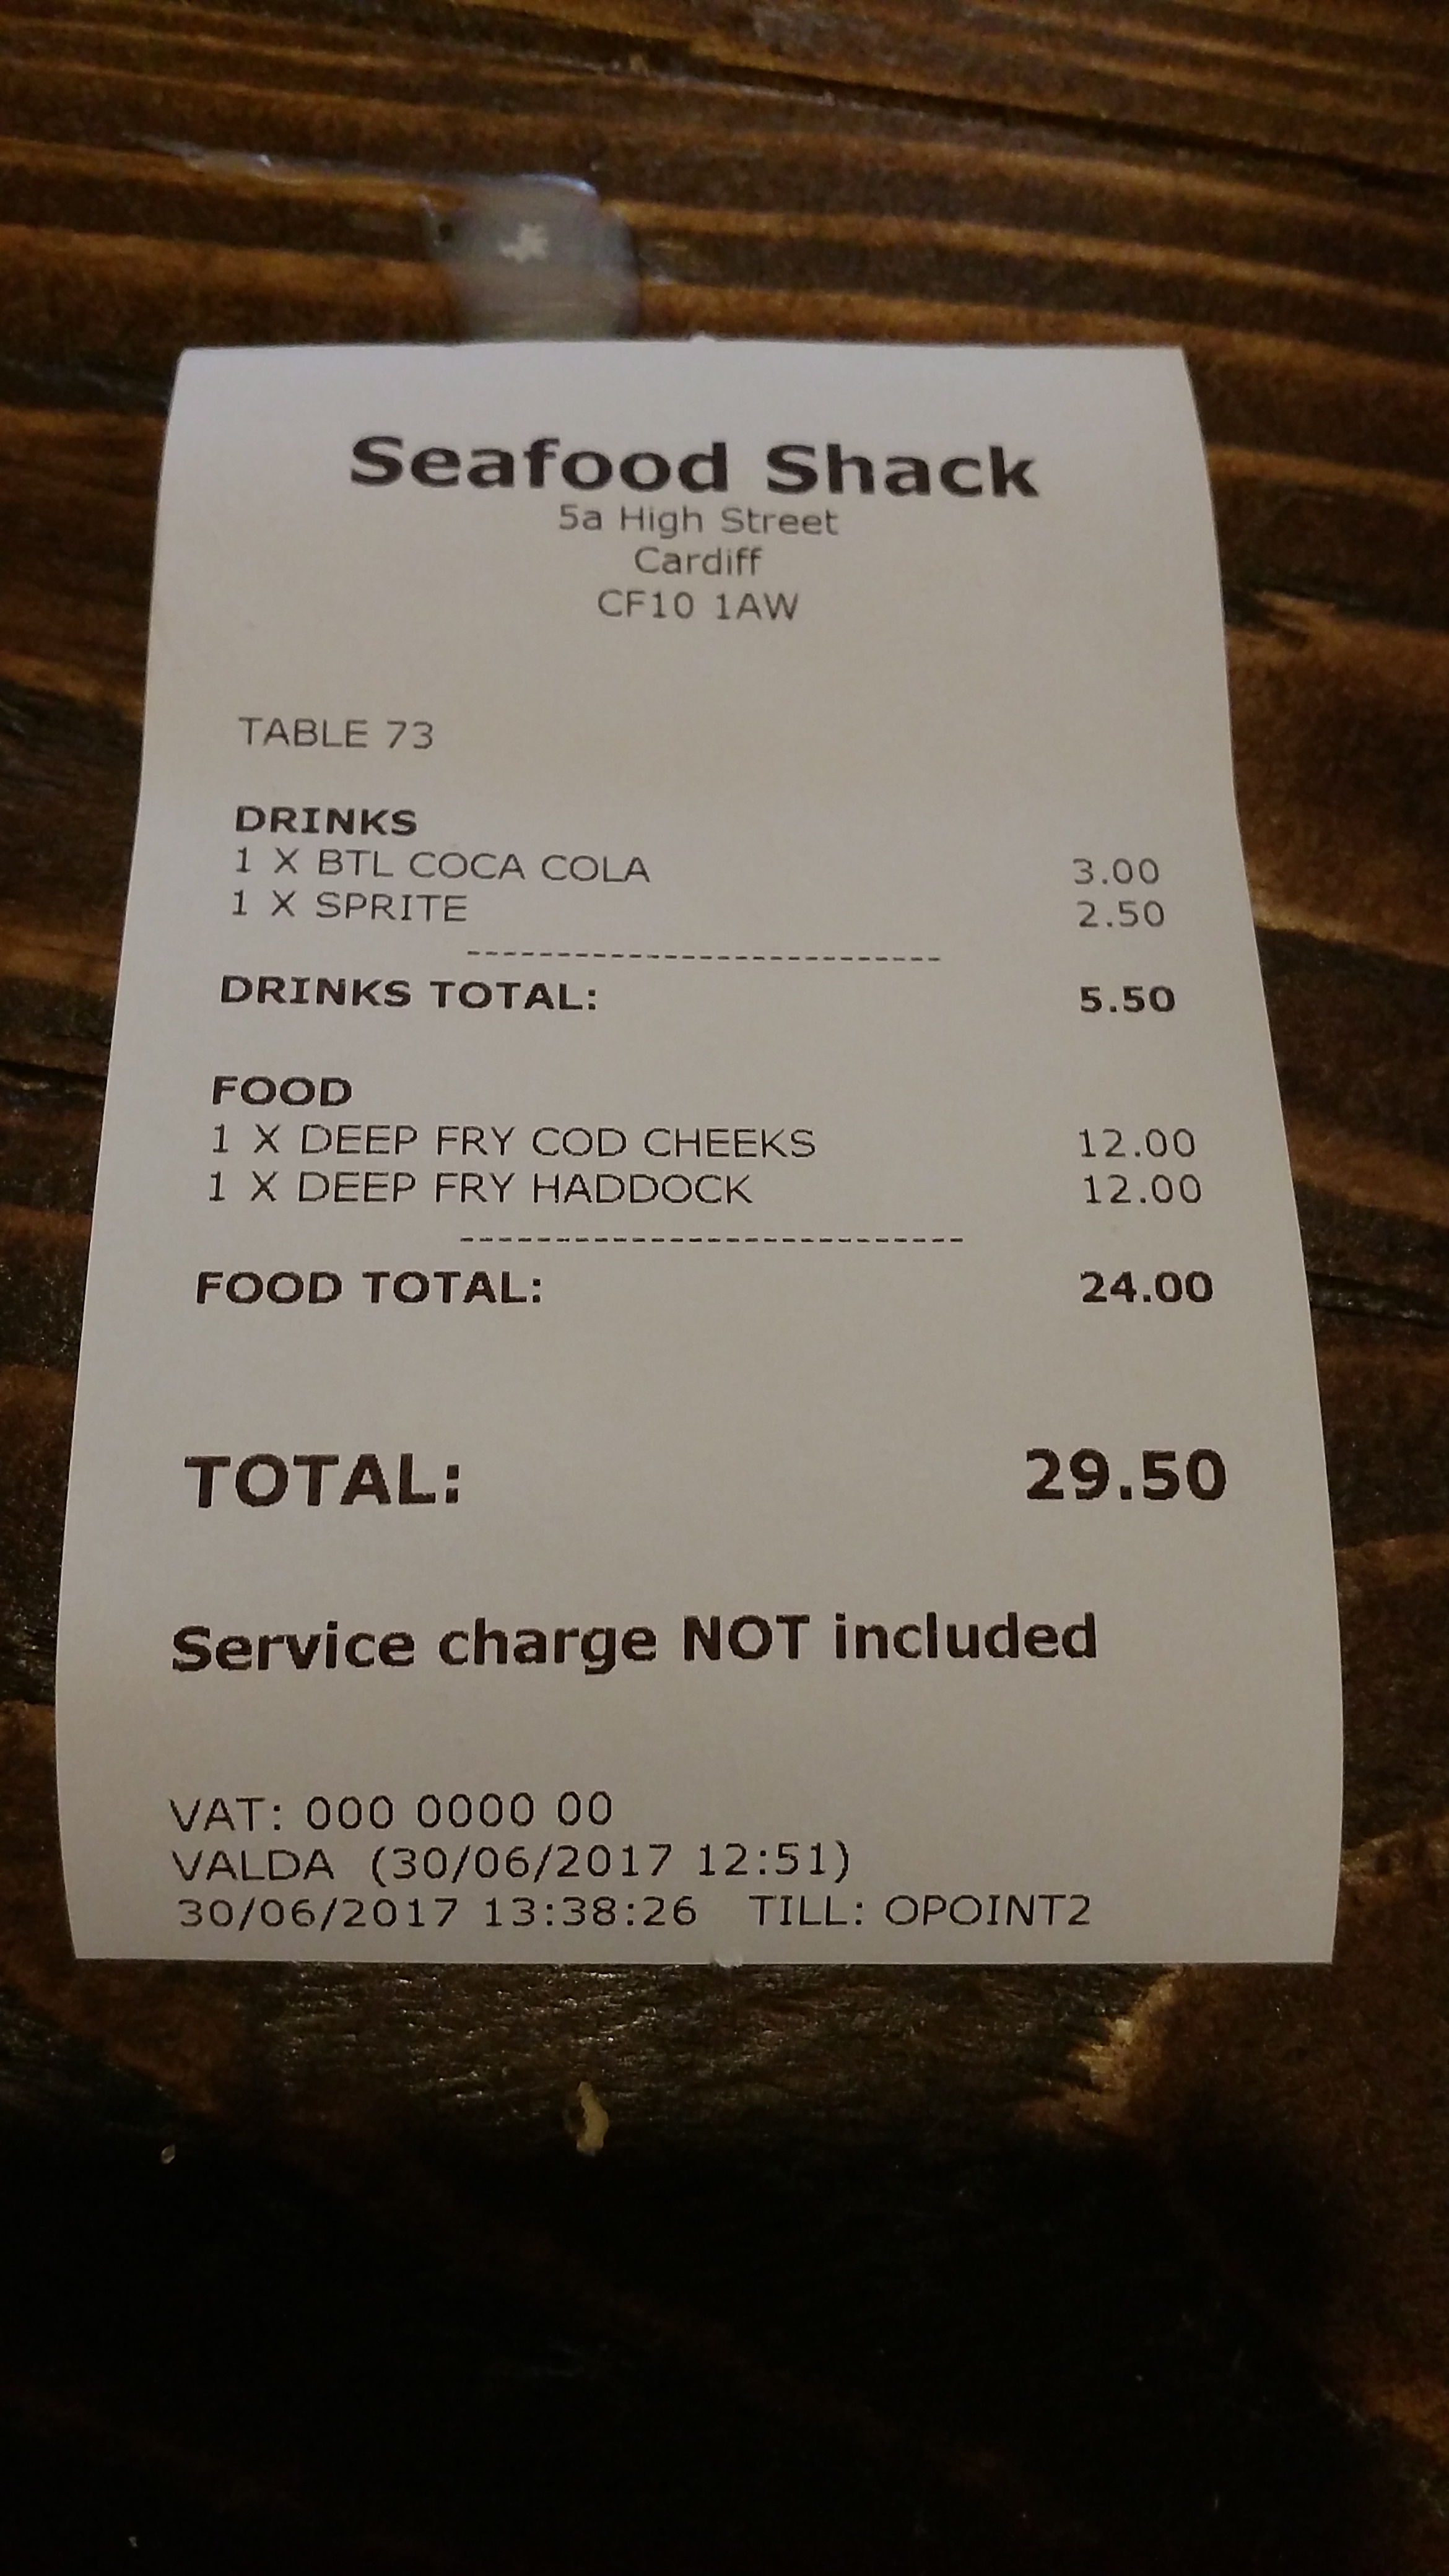 Seafood Shack
5a High Street
Cardiff
CF10 1AW
TABLE 73
DRINKS
1 X BTL COCA COLA 3.00
1 X SPRITE 2.50
--------------------------
DRINKS TOTAL: 5.50
FOOD
1 X DEEP FRY COD CHEEKS 12.00
1 X DEEP FRY HADDOCK 12.00
--------------------------
FOOD TOTAL: 24.00
TOTAL: 29.50
Service charge NOT included
VAT: 000 0000 00
VALDA (30/06/2017 12:51)
30/06/2017 13:38:26 TILL: OPOINT2